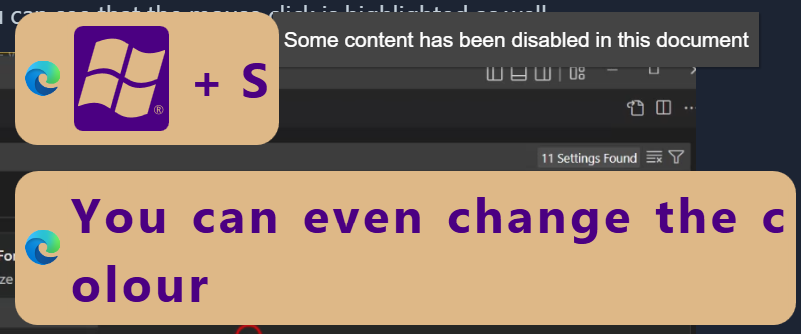 can see that the mouse click is highlighted as well
Some content has been disabled in this document
® + S
11 Settings Found
You can even change the c
olour
For
ze